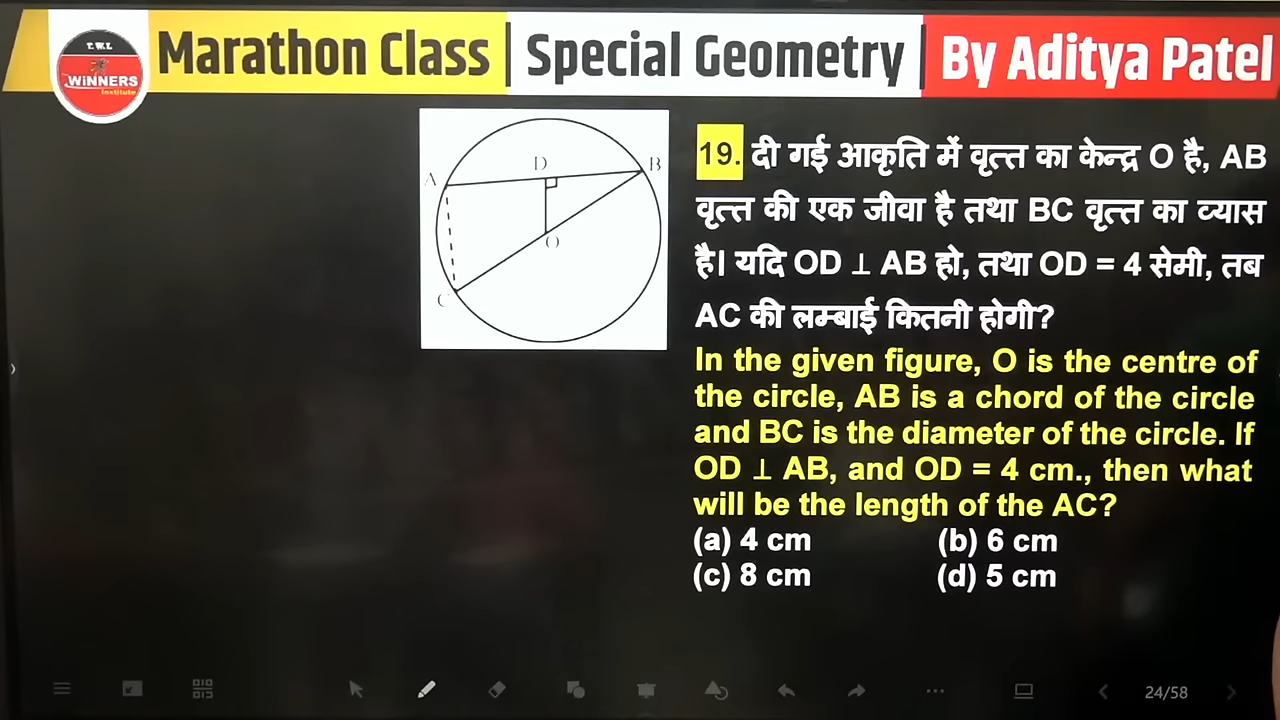 T.W.I.
WINNERS
Institute
Marathon Class | Special Geometry By Aditya Patel
A
D
B
O
C
19. दी गई आकृति में वृत्त का केन्द्र O है, AB
वृत्त की एक जीवा है तथा BC वृत्त का व्यास
है। यदि OD ⊥ AB हो, तथा OD = 4 सेमी, तब
AC की लम्बाई कितनी होगी?
In the given figure, O is the centre of
the circle, AB is a chord of the circle
and BC is the diameter of the circle. If
OD ⊥ AB, and OD = 4 cm., then what
will be the length of the AC?
(a) 4 cm (b) 6 cm
(c) 8 cm (d) 5 cm
24/58